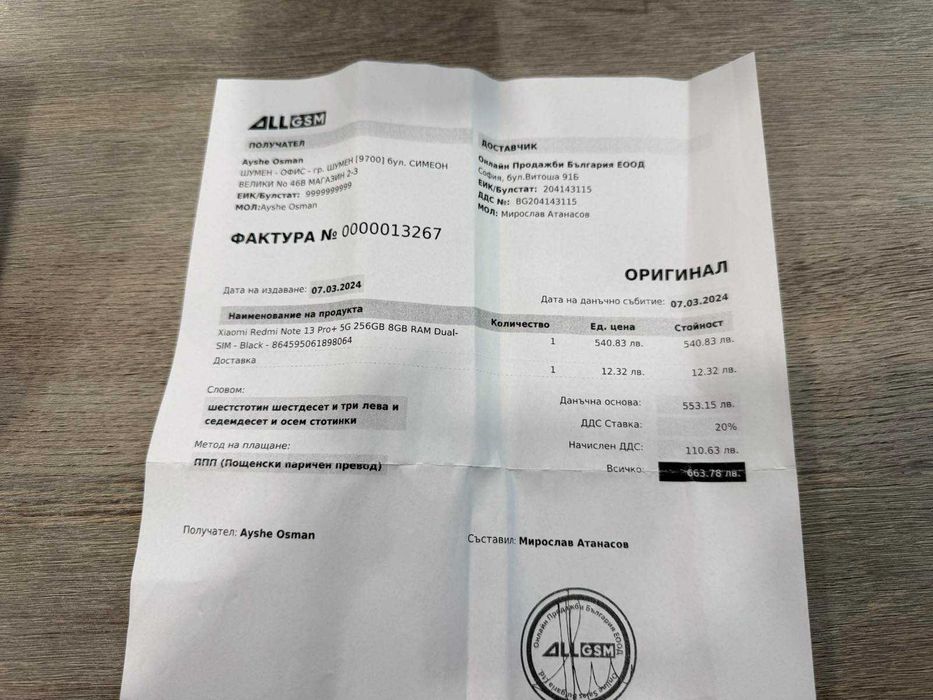 ALLGSM
ПОЛУЧАТЕЛ
Ayshe Osman
ШУМЕН - ОФИС - гр. ШУМЕН [9700] бул. СИМЕОН
ВЕЛИКИ No 46В МАГАЗИН 2-3
ЕИК/Булстат: 9999999999
МОЛ:Ayshe Osman
ДОСТАВЧИК
Онлайн Продажби България ЕООД
София, бул.Витоша 91Б
ЕИК/Булстат: 204143115
ДДС №: BG204143115
МОЛ: Мирослав Атанасов
ФАКТУРА № 0000013267
ОРИГИНАЛ
Дата на издаване: 07.03.2024
Дата на данъчно събитие: 07.03.2024
Наименование на продукта Количество Ед. цена Стойност
Xiaomi Redmi Note 13 Pro+ 5G 256GB 8GB RAM Dual-
SIM - Black - 864595061898064 1 540.83 лв. 540.83 лв.
Доставка 1 12.32 лв. 12.32 лв.
Словом:
шестстотин шестдесет и три лева и
седемдесет и осем стотинки
Метод на плащане:
ППП (Пощенски паричен превод)
Данъчна основа: 553.15 лв.
ДДС Ставка: 20%
Начислен ДДС: 110.63 лв.
Всичко: 663.78 лв.
Получател: Ayshe Osman
Съставил: Мирослав Атанасов
Онлайн Продажби България ЕООД
ALLGSM
Online Sales Bulgaria Ltd.